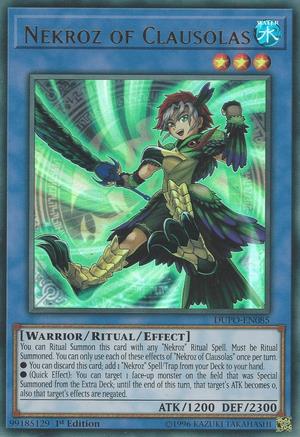 NEKROZ OF CLAUSOLAS
WATER
水
DUPO-EN085
[WARRIOR/RITUAL/EFFECT]
You can Ritual Summon this card with any "Nekroz" Ritual Spell. Must be Ritual
Summoned. You can only use each of these effects of "Nekroz of Clausolas" once per turn.
● You can discard this card; add 1 "Nekroz" Spell/Trap from your Deck to your hand.
● (Quick Effect): You can target 1 face-up monster on the field that was Special
Summoned from the Extra Deck; until the end of this turn, that target's ATK becomes 0,
also that target's effects are negated.
ATK/1200 DEF/2300
99185129 1st Edition ©1996 KAZUKI TAKAHASHI